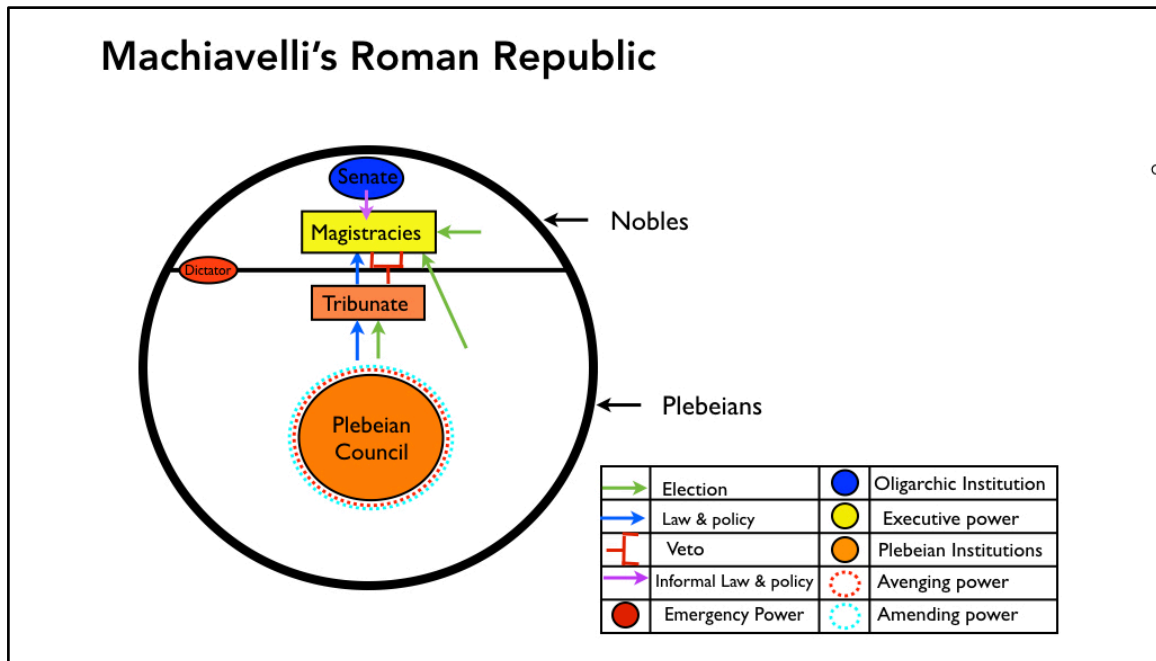 Machiavelli's Roman Republic
Senate
Magistracies
Nobles
Dictator
Tribunate
Plebeians
Plebeian
Council
Election
Oligarchic Institution
Law & policy
Executive power
Veto
Plebeian Institutions
Informal Law & policy
Avenging power
Emergency Power
Amending power